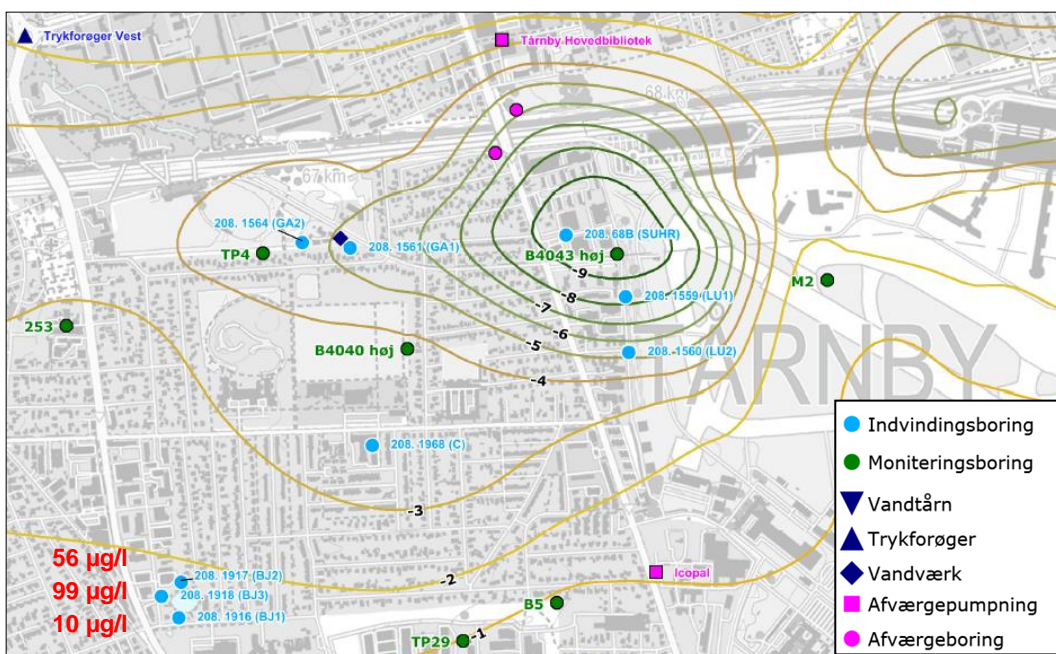 Trykforøger Vest
Tårnby Hovedbibliotek
68 km
67 km
208. 1564 (GA2)
208. 1561 (GA1)
TP4
208. 68B (SUHR)
B4043 høj
-9
M2
-8
208. 1559 (LU1)
-7
253
-6
B4040 høj
-5
208. 1560 (LU2)
TÅRNBY
-4
208. 1968 (C)
-3
56 µg/l
99 µg/l
10 µg/l
208. 1917 (BJ2)
208. 1918 (BJ3)
208. 1916 (BJ1)
-2
Icopal
B5
TP29
-1
Indvindingsboring
Moniteringsboring
Vandtårn
Trykforøger
Vandværk
Afværgepumpning
Afværgeboring